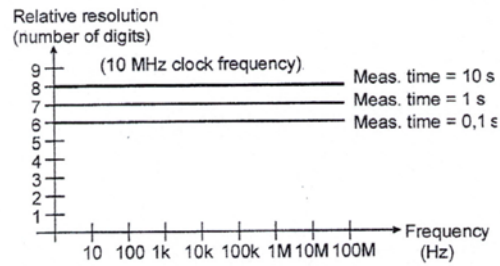 Relative resolution
(number of digits)
(10 MHz clock frequency)
9
8
7
6
5
4
3
2
1
Meas. time = 10 s
Meas. time = 1 s
Meas. time = 0,1 s
10 100 1k 10k 100k 1M 10M 100M
Frequency
(Hz)